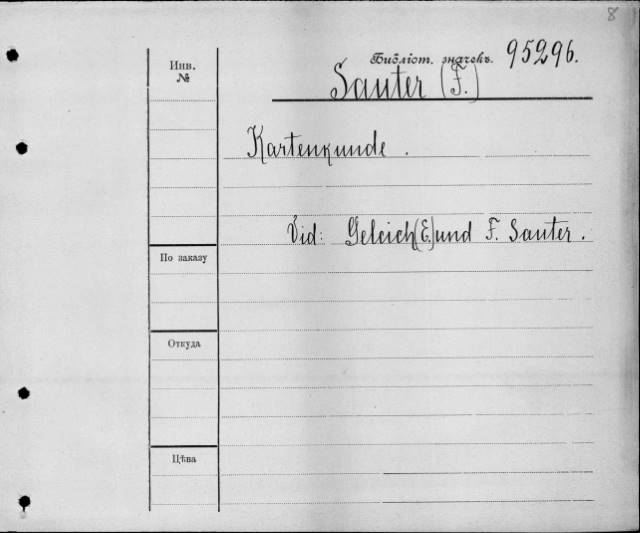 8
Библіот. значекъ. 95296.
Инв.
№
Sauter (F.)
Kartenkunde.
Vid: Geleich (E.) und F. Sauter.
По заказу
Откуда
Цѣна